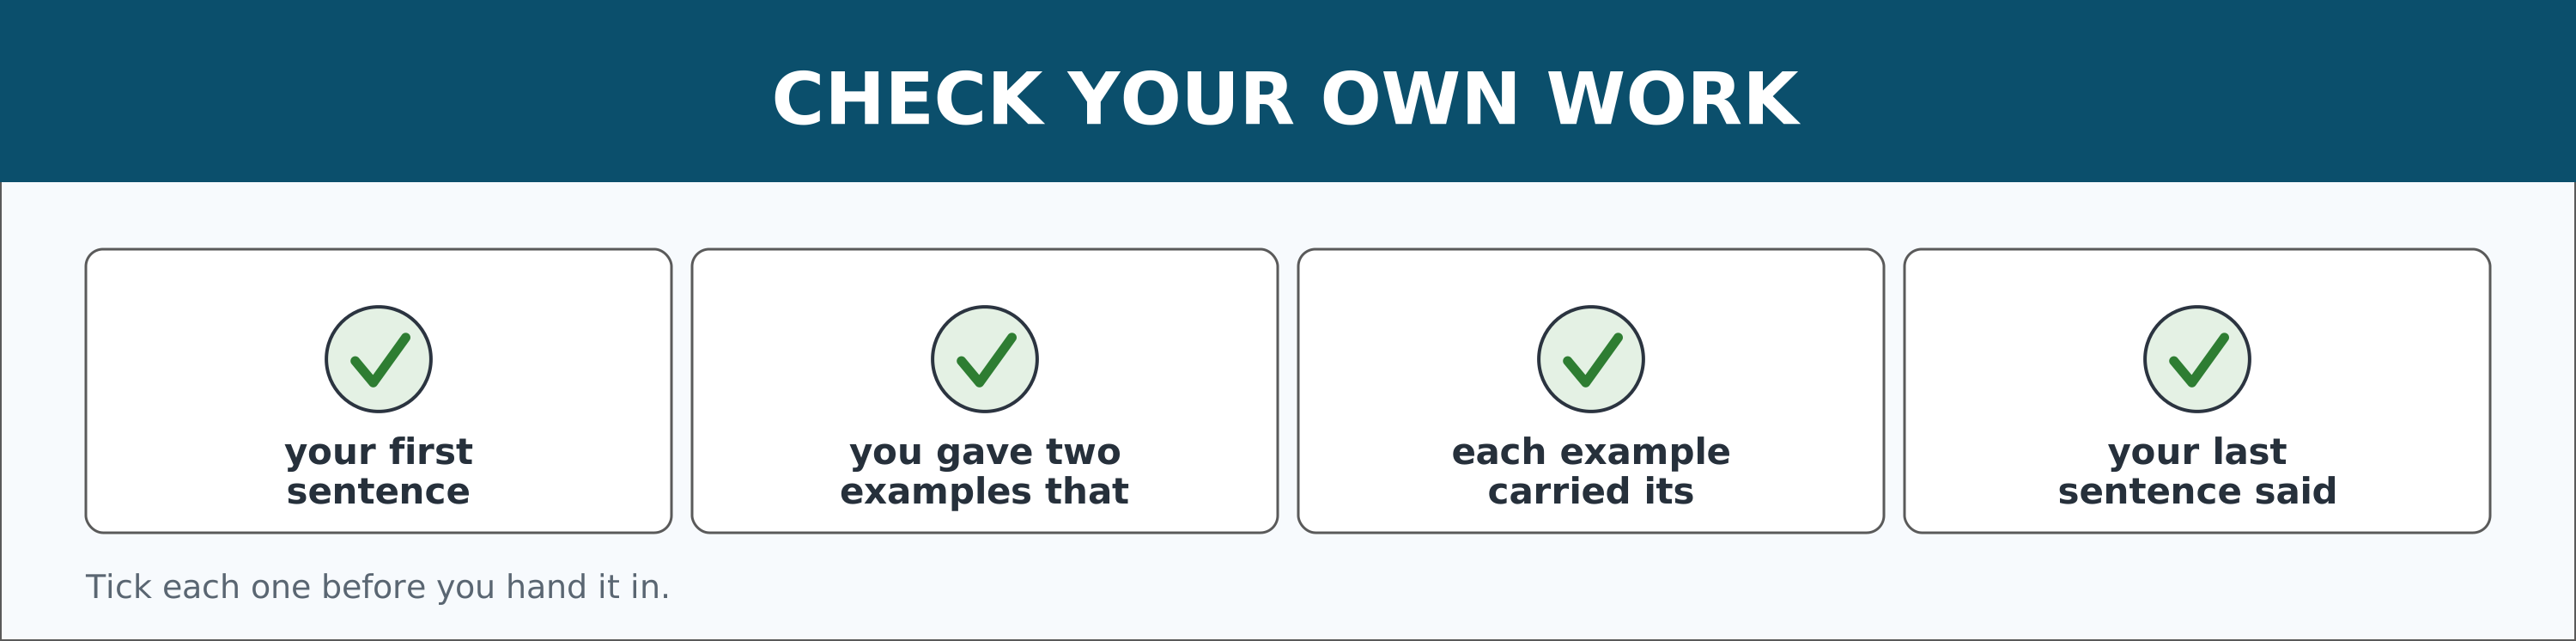 CHECK YOUR OWN WORK
your first
sentence
you gave two
examples that
each example
carried its
your last
sentence said
Tick each one before you hand it in.